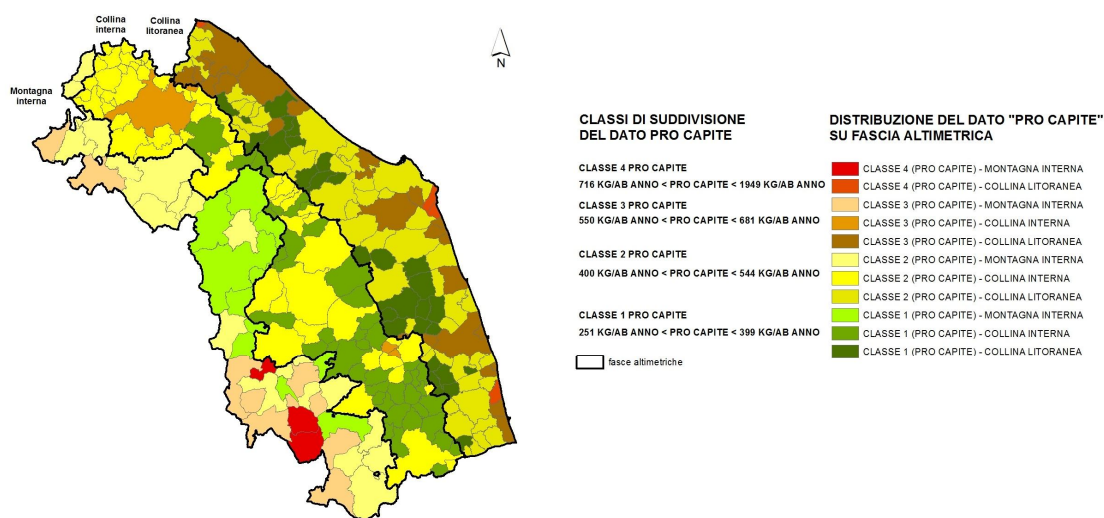 Collina
interna
Collina
litoranea
Montagna
interna
N
CLASSI DI SUDDIVISIONE
DEL DATO PRO CAPITE
CLASSE 4 PRO CAPITE
716 KG/AB ANNO < PRO CAPITE < 1949 KG/AB ANNO
CLASSE 3 PRO CAPITE
550 KG/AB ANNO < PRO CAPITE < 681 KG/AB ANNO
CLASSE 2 PRO CAPITE
400 KG/AB ANNO < PRO CAPITE < 544 KG/AB ANNO
CLASSE 1 PRO CAPITE
251 KG/AB ANNO < PRO CAPITE < 399 KG/AB ANNO
fasce altimetriche
DISTRIBUZIONE DEL DATO "PRO CAPITE"
SU FASCIA ALTIMETRICA
CLASSE 4 (PRO CAPITE) - MONTAGNA INTERNA
CLASSE 4 (PRO CAPITE) - COLLINA LITORANEA
CLASSE 3 (PRO CAPITE) - MONTAGNA INTERNA
CLASSE 3 (PRO CAPITE) - COLLINA INTERNA
CLASSE 3 (PRO CAPITE) - COLLINA LITORANEA
CLASSE 2 (PRO CAPITE) - MONTAGNA INTERNA
CLASSE 2 (PRO CAPITE) - COLLINA INTERNA
CLASSE 2 (PRO CAPITE) - COLLINA LITORANEA
CLASSE 1 (PRO CAPITE) - MONTAGNA INTERNA
CLASSE 1 (PRO CAPITE) - COLLINA INTERNA
CLASSE 1 (PRO CAPITE) - COLLINA LITORANEA